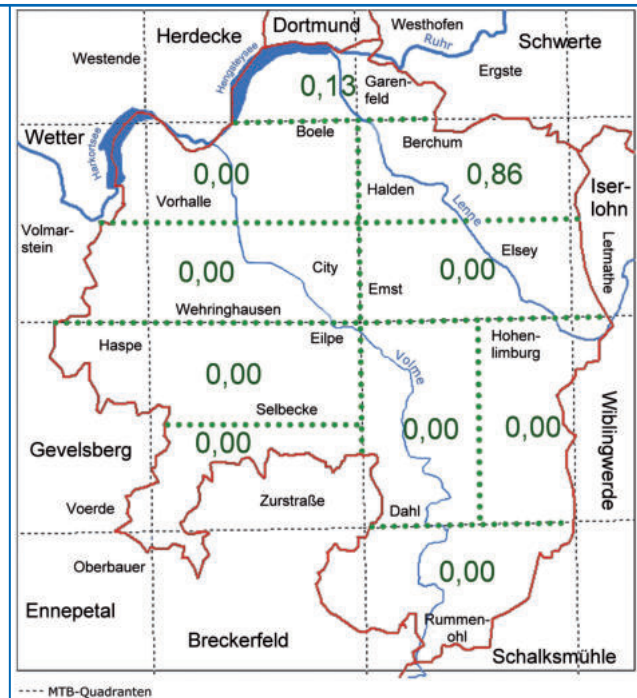 Herdecke
Dortmund
Westhofen
Ruhr
Schwerte
Westende
Hengsteysee
0,13
Garen-
feld
Ergste
Wetter
Harkortsee
Boele
Berchum
0,00
0,86
Iser-
lohn
Vorhalle
Halden
Lenne
Volmar-
stein
Letmathe
Elsey
City
0,00
0,00
Emst
Wehringhausen
Haspe
Eilpe
Hohen-
limburg
Volme
0,00
Selbecke
Gevelsberg
0,00
0,00
0,00
Wiblingwerde
Zurstraße
Voerde
Dahl
Oberbauer
0,00
Ennepetal
Rummen-
ohl
Breckerfeld
Schalksmühle
---- MTB-Quadranten